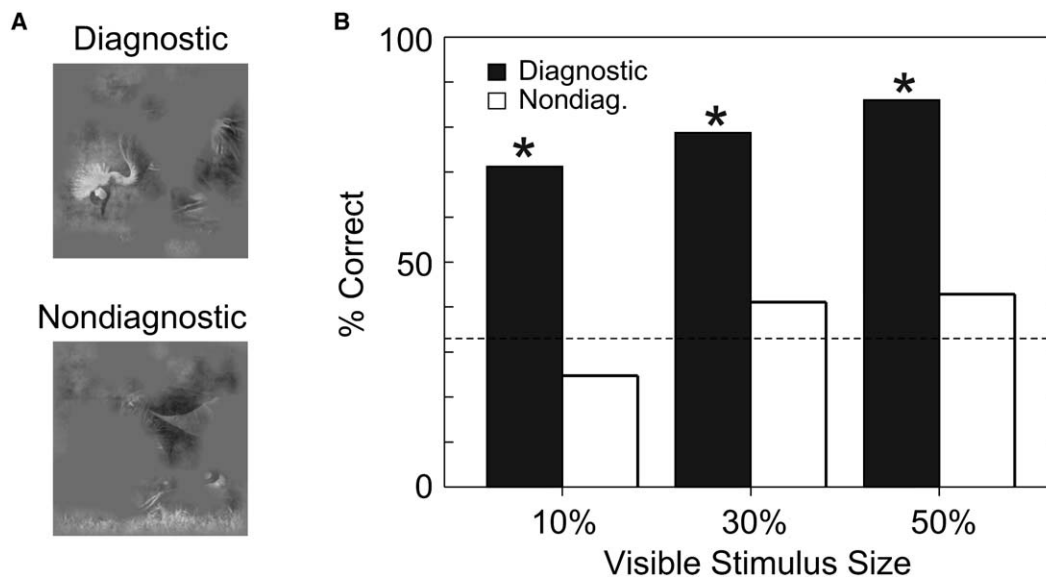 A
Diagnostic
Nondiagnostic
B
100
Diagnostic
Nondiag.
* * *
% Correct
50
0
10% 30% 50%
Visible Stimulus Size